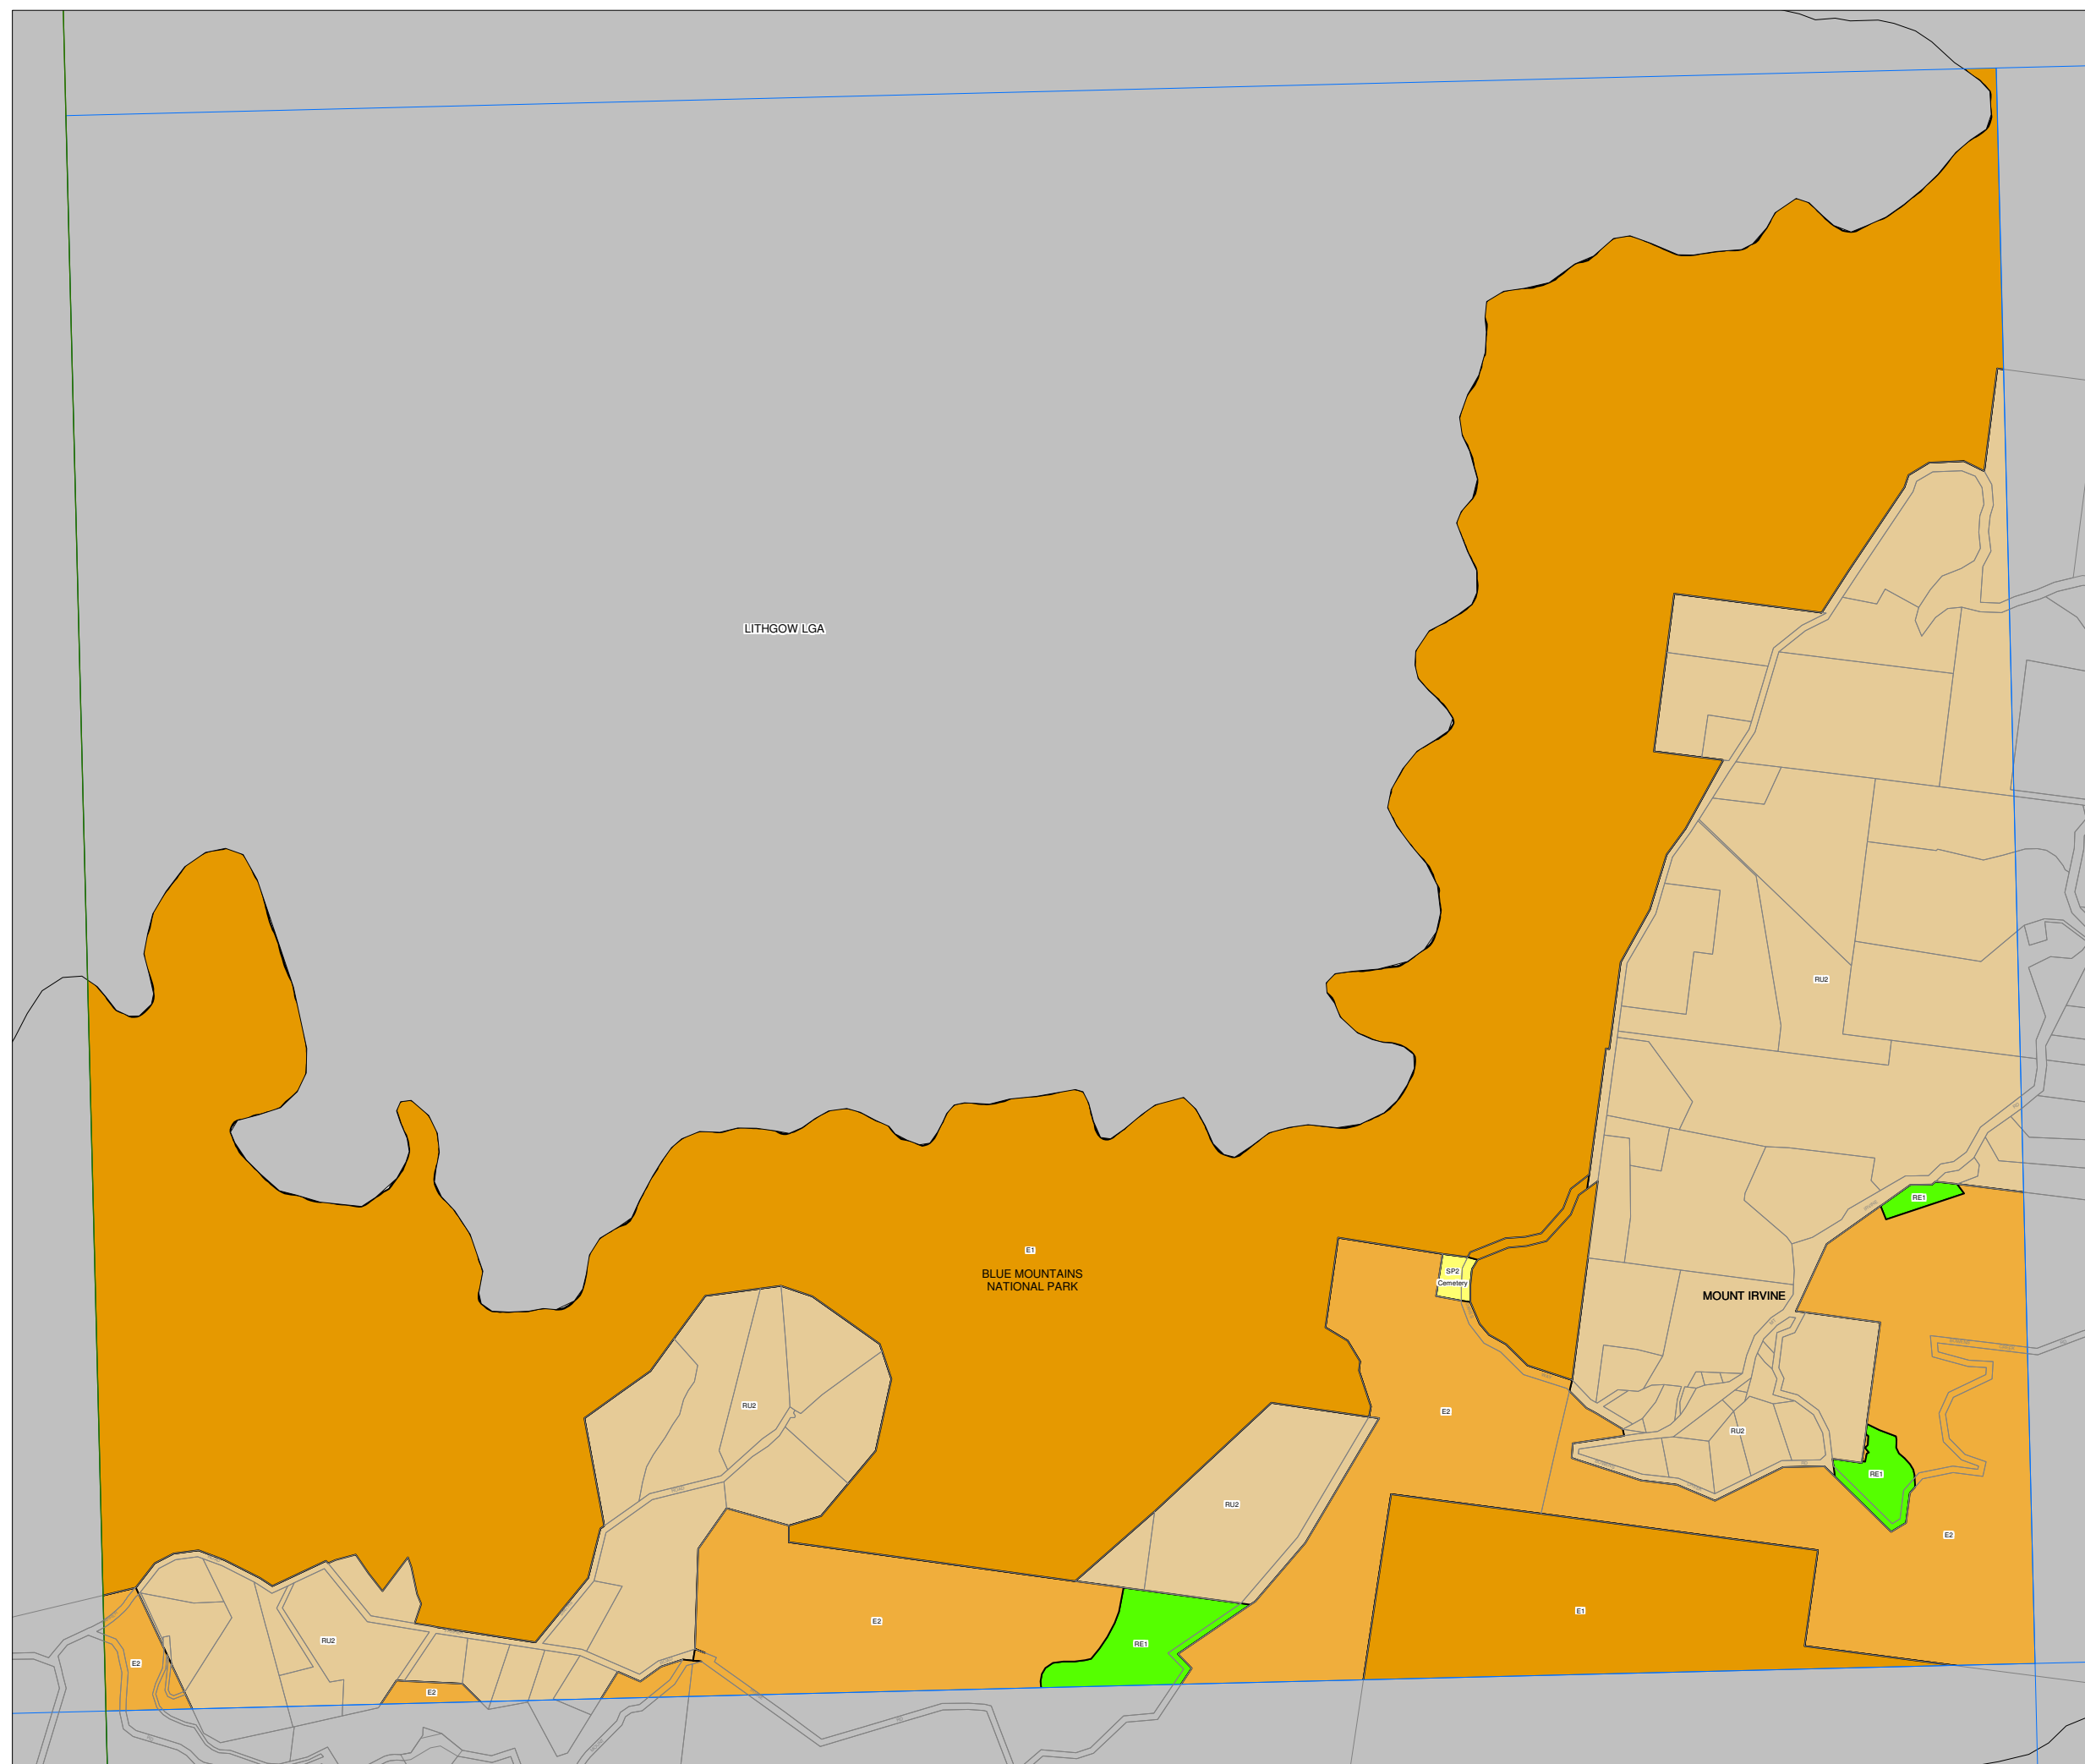 LITHGOW LGA
RU2
RE1
E1
SP2
Cemetery
BLUE MOUNTAINS
NATIONAL PARK
MOUNT IRVINE
RU2
E2
RU2
RE1
RU2
E2
E1
E2
RE1
RU2
E2
E2